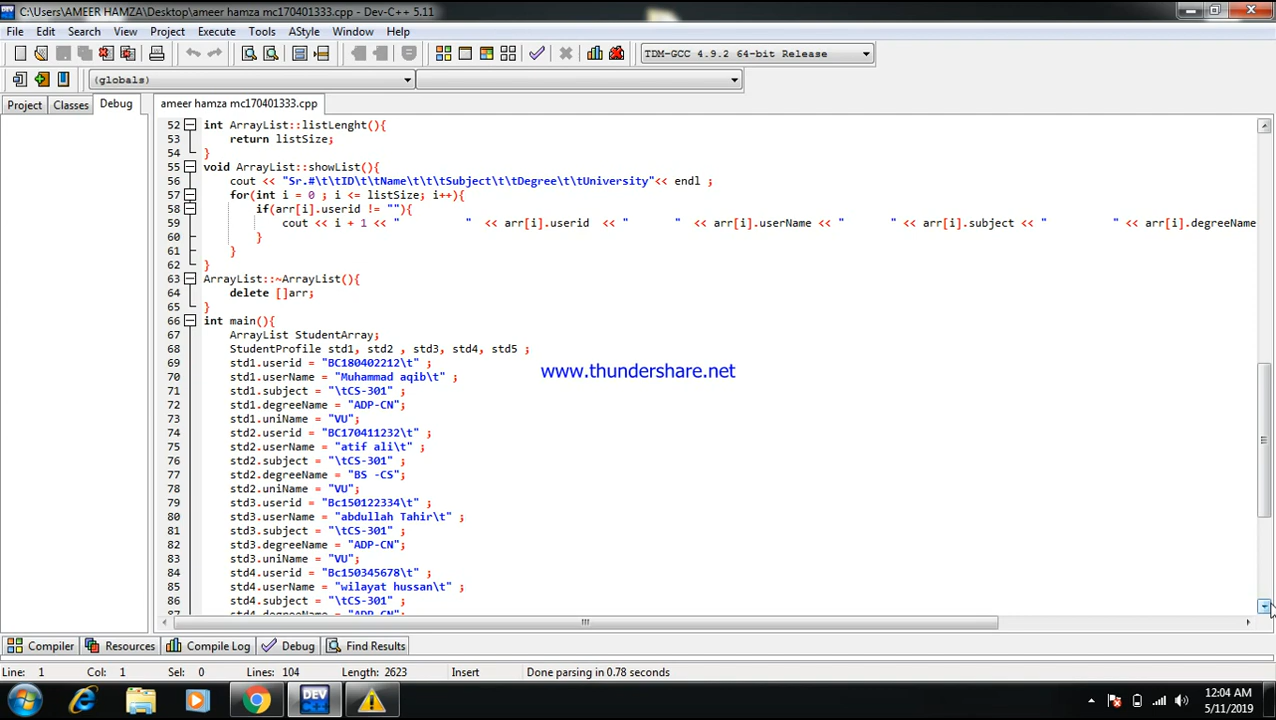 C:\Users\AMEER HAMZA\Desktop\ameer hamza mc170401333.cpp - Dev-C++ 5.11
File Edit Search View Project Execute Tools AStyle Window Help
TDM-GCC 4.9.2 64-bit Release
(globals)
Project Classes Debug ameer hamza mc170401333.cpp
52 int ArrayList::listLenght(){
53 return listSize;
54 }
55 void ArrayList::showList(){
56 cout << "Sr.#\t\tID\t\tName\t\t\tSubject\t\tDegree\t\tUniversity"<< endl ;
57 for(int i = 0 ; i <= listSize; i++){
58 if(arr[i].userid != ""){
59 cout << i + 1 << "          " << arr[i].userid  << "       " << arr[i].userName << "       " << arr[i].subject << "          " << arr[i].degreeName
60 }
61 }
62 }
63 ArrayList::~ArrayList(){
64 delete []arr;
65 }
66 int main(){
67 ArrayList StudentArray;
68 StudentProfile std1, std2 , std3, std4, std5 ;
69 std1.userid = "BC180402212\t" ;
70 std1.userName = "Muhammad aqib\t" ;
71 std1.subject = "\tCS-301" ;
72 std1.degreeName = "ADP-CN";
73 std1.uniName = "VU";
74 std2.userid = "BC170411232\t" ;
75 std2.userName = "atif ali\t" ;
76 std2.subject = "\tCS-301" ;
77 std2.degreeName = "BS -CS";
78 std2.uniName = "VU";
79 std3.userid = "Bc150122334\t" ;
80 std3.userName = "abdullah Tahir\t" ;
81 std3.subject = "\tCS-301" ;
82 std3.degreeName = "ADP-CN";
83 std3.uniName = "VU";
84 std4.userid = "Bc150345678\t" ;
85 std4.userName = "wilayat hussan\t" ;
86 std4.subject = "\tCS-301" ;
87 std4.degreeName = "ADP-CN";
www.thundershare.net
Compiler Resources Compile Log Debug Find Results
Line: 1 Col: 1 Sel: 0 Lines: 104 Length: 2623 Insert Done parsing in 0.78 seconds
DEV
12:04 AM
5/11/2019